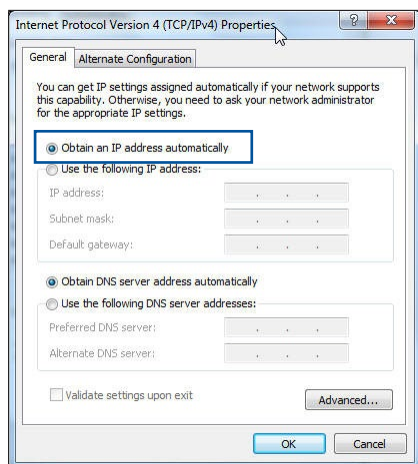 Internet Protocol Version 4 (TCP/IPv4) Properties
General
Alternate Configuration
You can get IP settings assigned automatically if your network supports
this capability. Otherwise, you need to ask your network administrator
for the appropriate IP settings.
Obtain an IP address automatically
Use the following IP address:
IP address:
Subnet mask:
Default gateway:
Obtain DNS server address automatically
Use the following DNS server addresses:
Preferred DNS server:
Alternate DNS server:
Validate settings upon exit
Advanced...
OK
Cancel